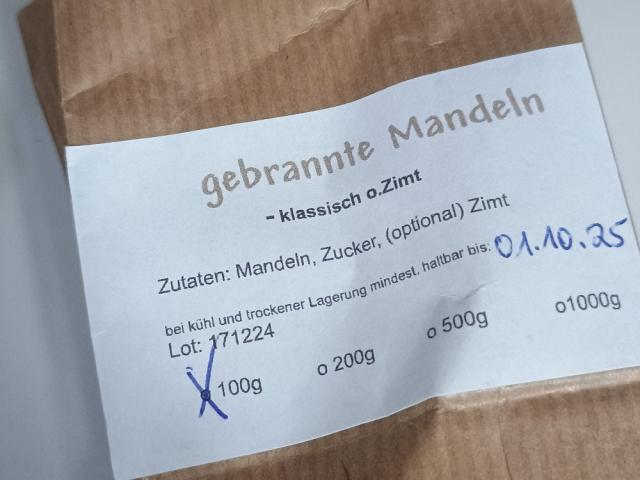 gebrannte Mandeln
- klassisch o.Zimt
Zutaten: Mandeln, Zucker, (optional) Zimt
bei kühl und trockener Lagerung mindest. haltbar bis: 01.10.25
Lot: 171224
X 100g o 200g o 500g o1000g